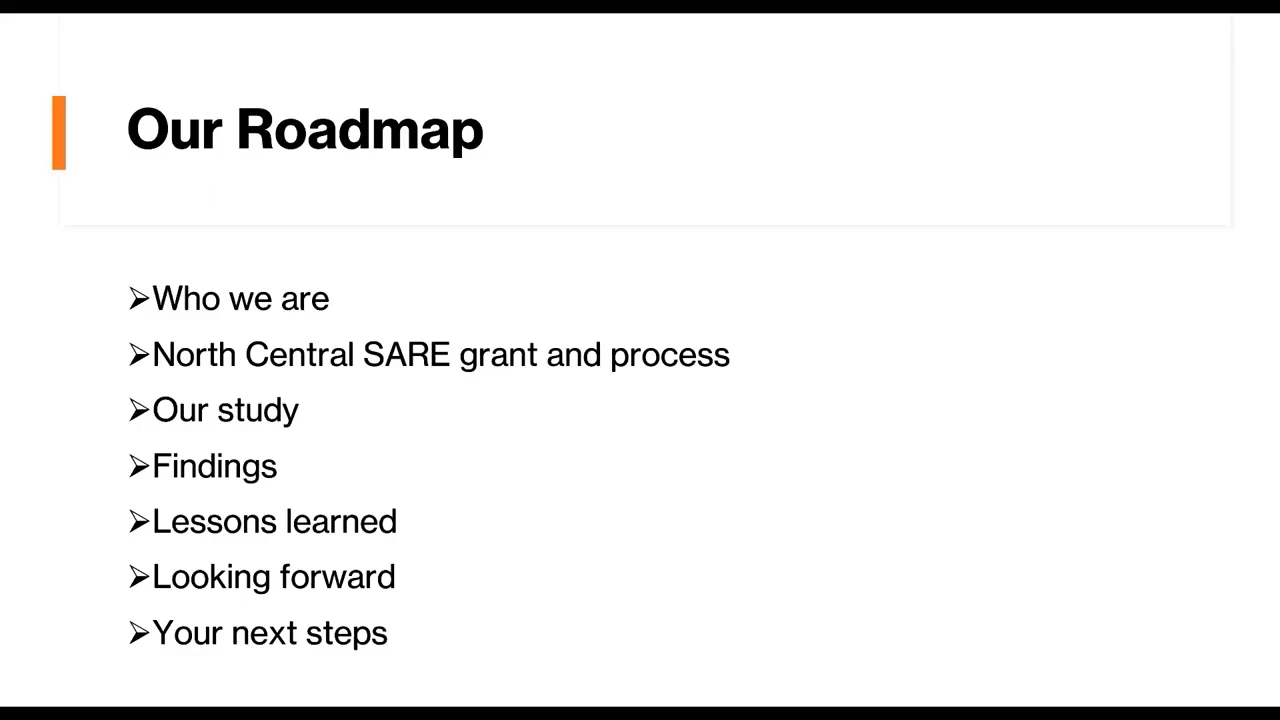 Our Roadmap
➢Who we are
➢North Central SARE grant and process
➢Our study
➢Findings
➢Lessons learned
➢Looking forward
➢Your next steps